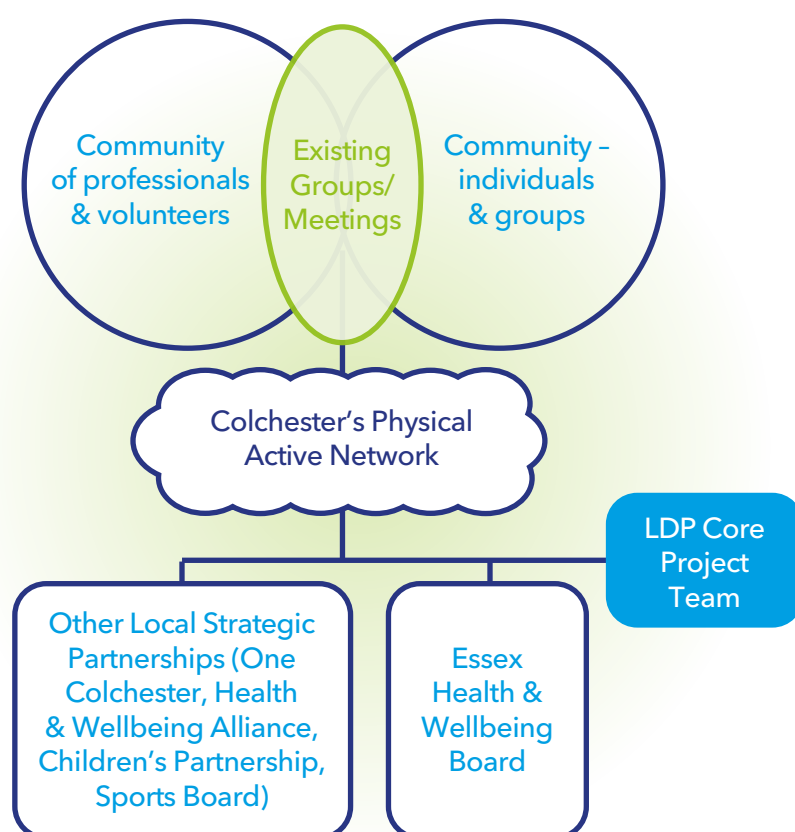 Community
of professionals
& volunteers
Existing
Groups/
Meetings
Community –
individuals
& groups
Colchester's Physical
Active Network
LDP Core
Project
Team
Other Local Strategic
Partnerships (One
Colchester, Health
& Wellbeing Alliance,
Children's Partnership,
Sports Board)
Essex
Health &
Wellbeing
Board